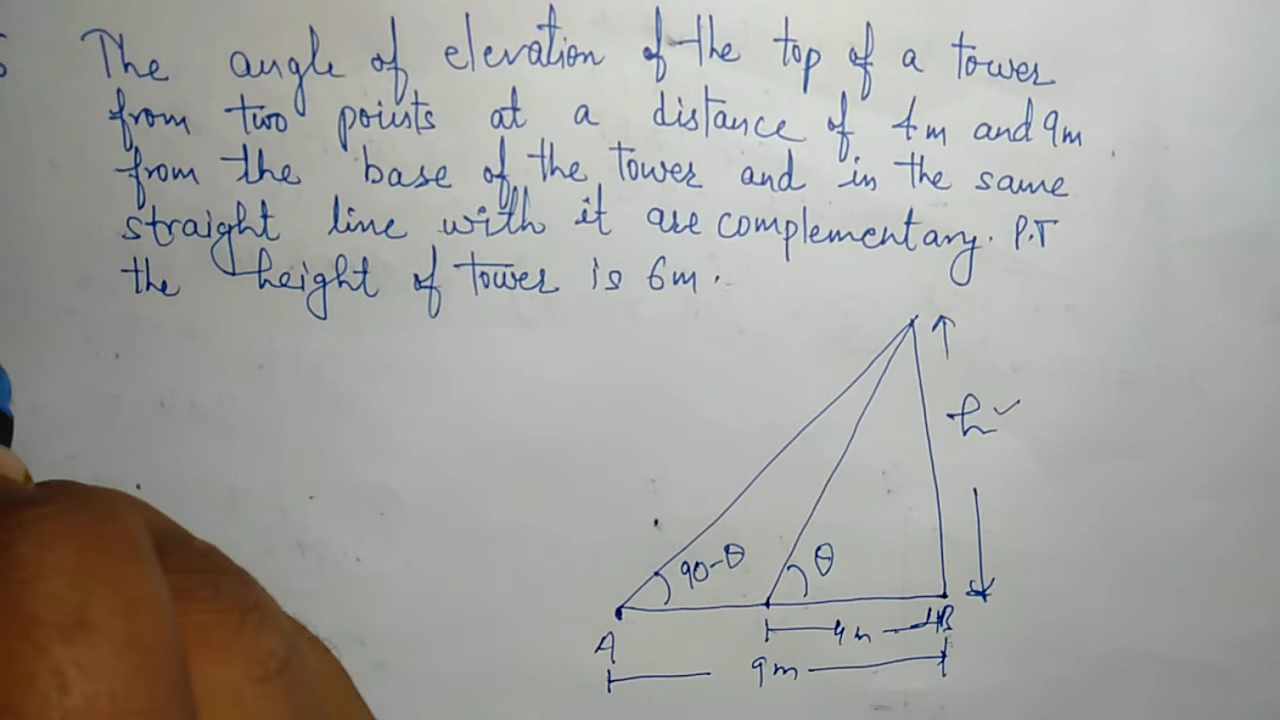 The angle of elevation of the top of a tower
from two points at a distance of 4m and 9m
from the base of the tower and in the same
straight line with it are complementary. P.T
the height of tower is 6m.
h
90-θ θ
4m B
A
9m